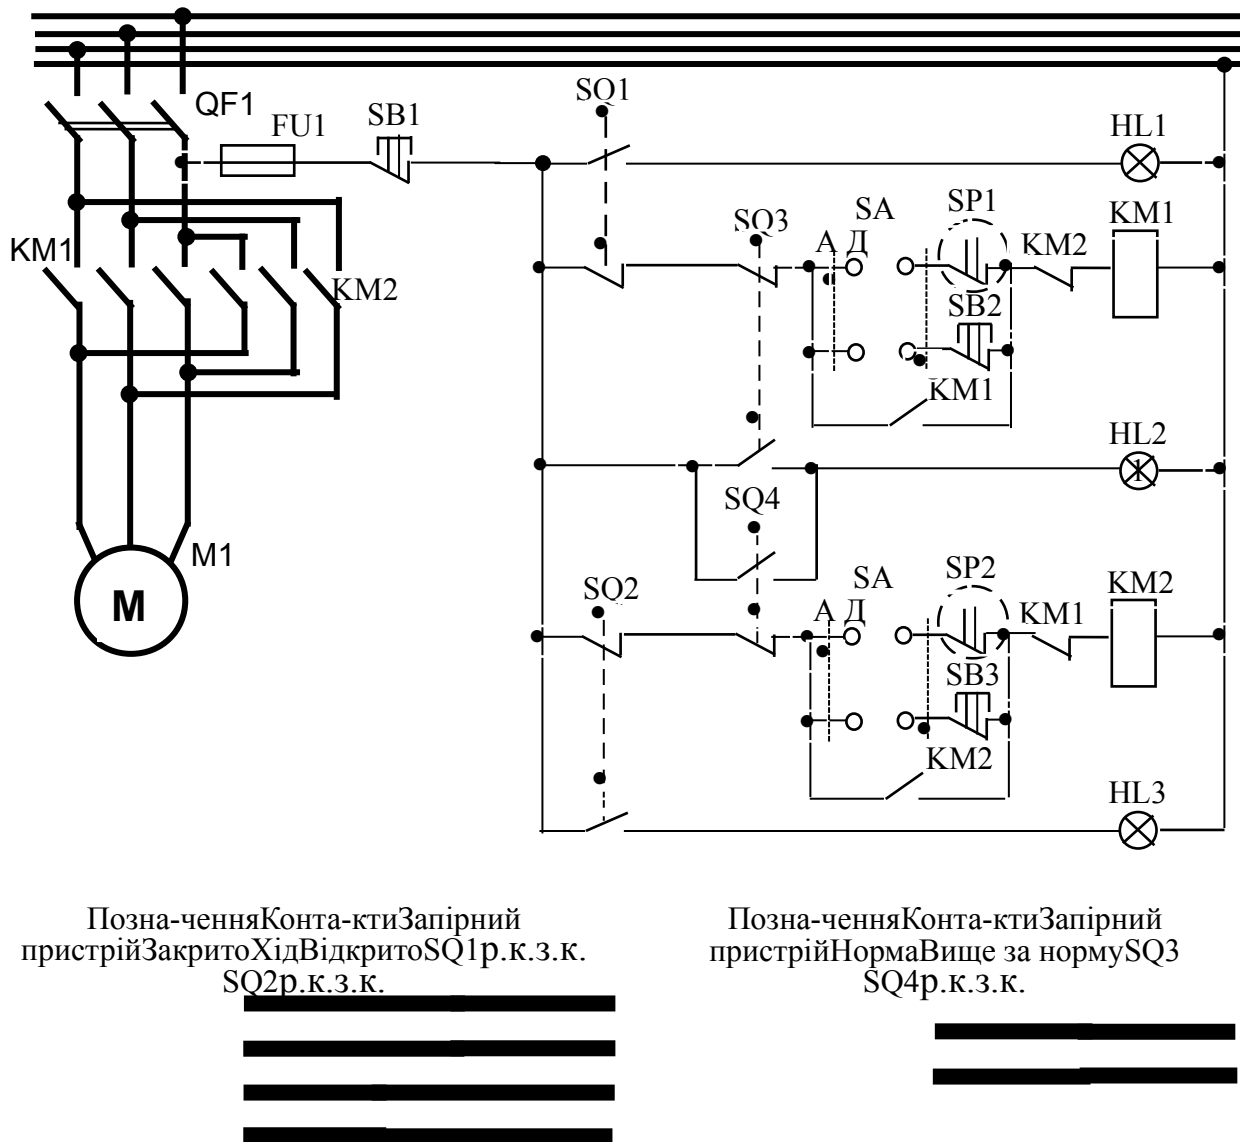 SQ1
QF1
SB1
HL1
FU1
SP1
SA
KM1
SQ3
А Д
KM1
KM2
KM2
SB2
KM1
HL2
1
SQ4
M1
SP2
KM2
SA
SQ2
М
А Д
KM1
SB3
KM2
HL3
Позна-ченняКонта-ктиЗапірний
пристрійЗакритоХідВідкритоSQ1р.к.з.к.
SQ2р.к.з.к.
Позна-ченняКонта-ктиЗапірний
пристрійНормаВище за нормуSQ3
SQ4р.к.з.к.